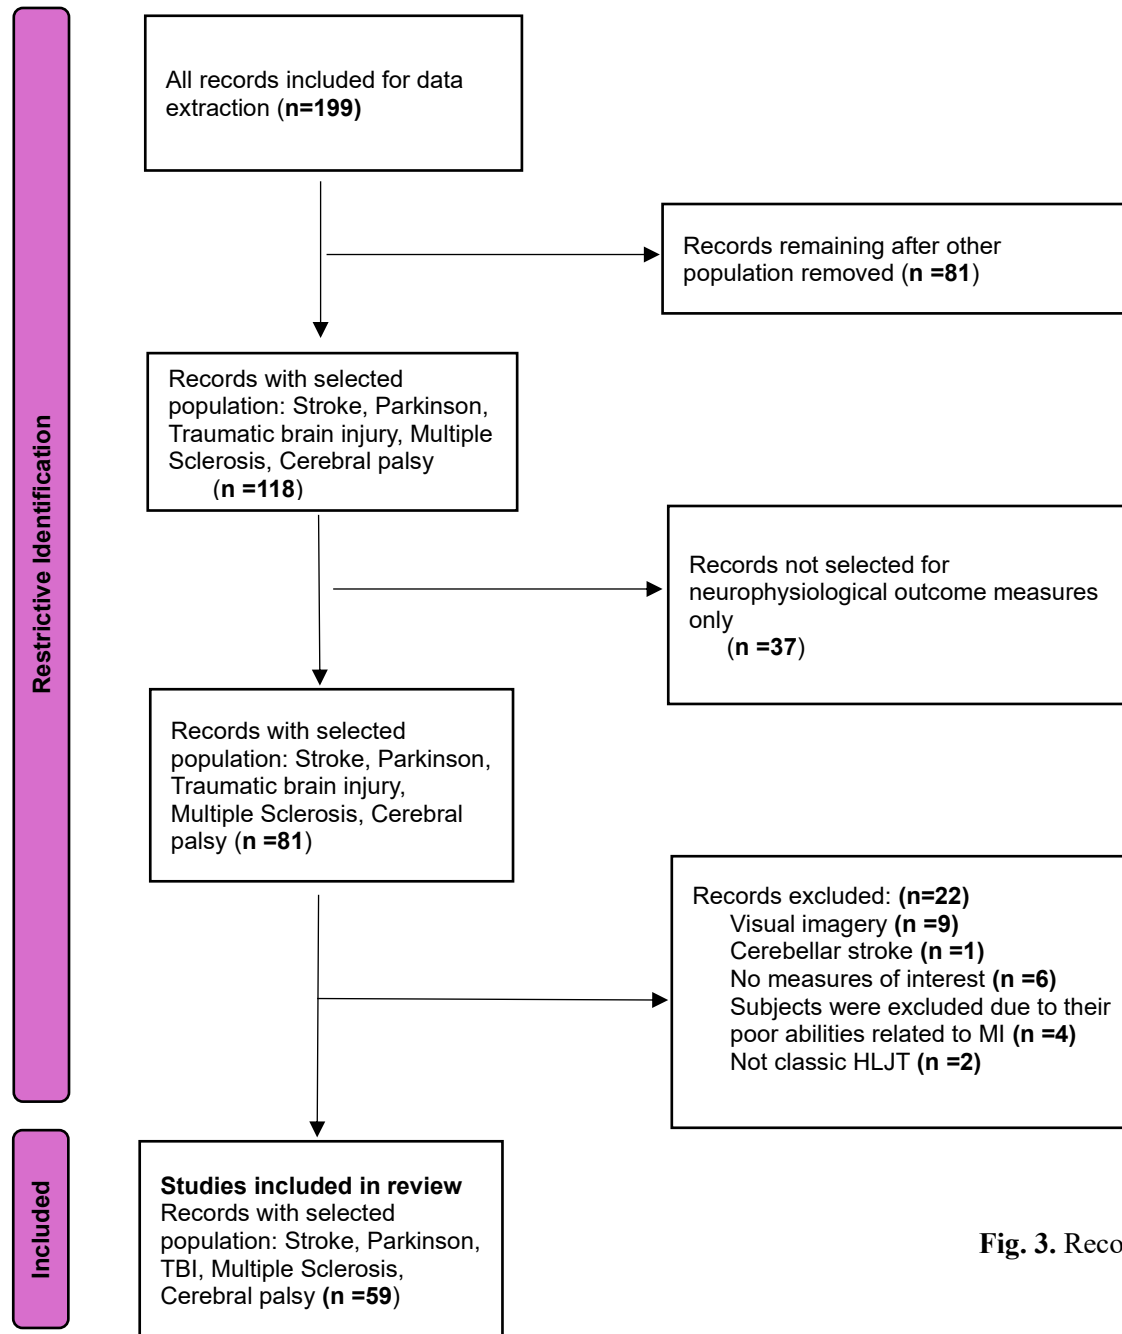 Restrictive Identification
All records included for data
extraction (n=199)
Records remaining after other
population removed (n =81)
Records with selected
population: Stroke, Parkinson,
Traumatic brain injury, Multiple
Sclerosis, Cerebral palsy
(n =118)
Records not selected for
neurophysiological outcome measures
only
(n =37)
Records with selected
population: Stroke, Parkinson,
Traumatic brain injury,
Multiple Sclerosis, Cerebral
palsy (n =81)
Records excluded: (n=22)
Visual imagery (n =9)
Cerebellar stroke (n =1)
No measures of interest (n =6)
Subjects were excluded due to their
poor abilities related to MI (n =4)
Not classic HLJT (n =2)
Included
Studies included in review
Records with selected
population: Stroke, Parkinson,
TBI, Multiple Sclerosis,
Cerebral palsy (n =59)
Fig. 3. Reco